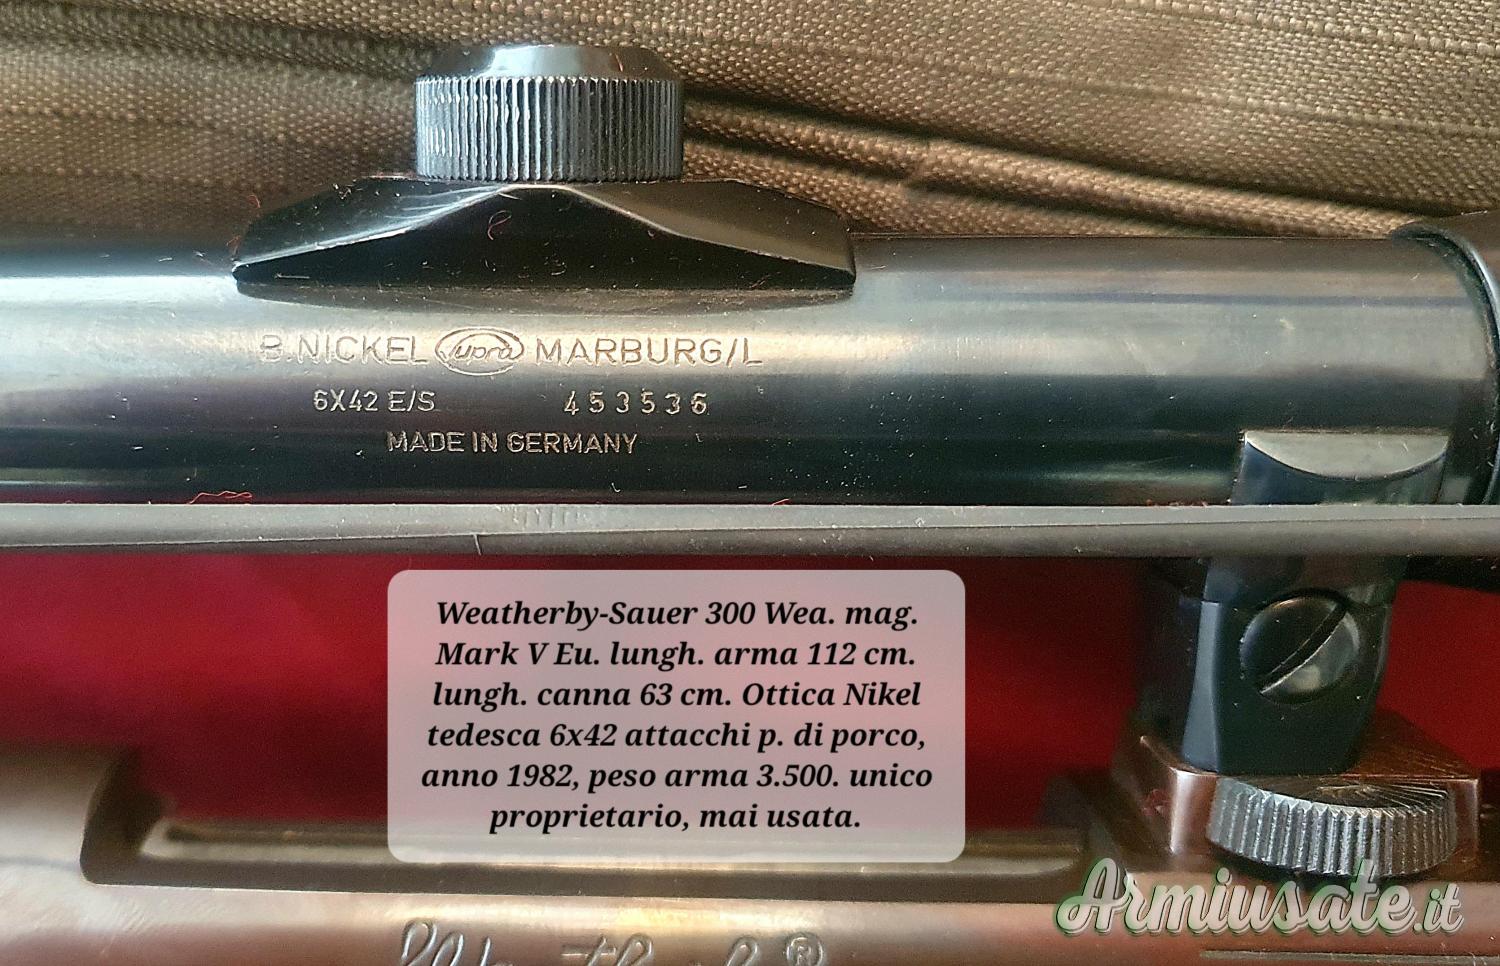 B.NICKEL Supra MARBURG/L
6X42 E/S 453536
MADE IN GERMANY
Weatherby-Sauer 300 Wea. mag.
Mark V Eu. lungh. arma 112 cm.
lungh. canna 63 cm. Ottica Nikel
tedesca 6x42 attacchi p. di porco,
anno 1982, peso arma 3.500. unico
proprietario, mai usata.
Armiusate.it